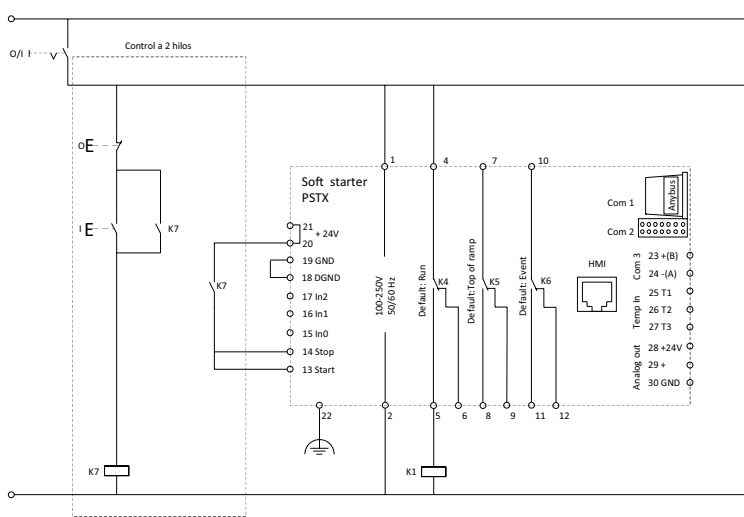 Control a 2 hilos
O/I
O E
1
4
7
10
Soft starter
PSTX
Com 1
Anybus
Com 2
21
+ 24V
20
I E
K7
19 GND
18 DGND
K7
17 In2
16 In1
15 In0
14 Stop
13 Start
100-250V
50/60 Hz
Default: Run
K4
Default:Top of ramp
K5
Default: Event
K6
HMI
Com 3
23 +(B)
24 -(A)
Temp In
25 T1
26 T2
27 T3
Analog out
28 +24V
29 +
30 GND
22
2
5
6
8
9
11
12
K7
K1